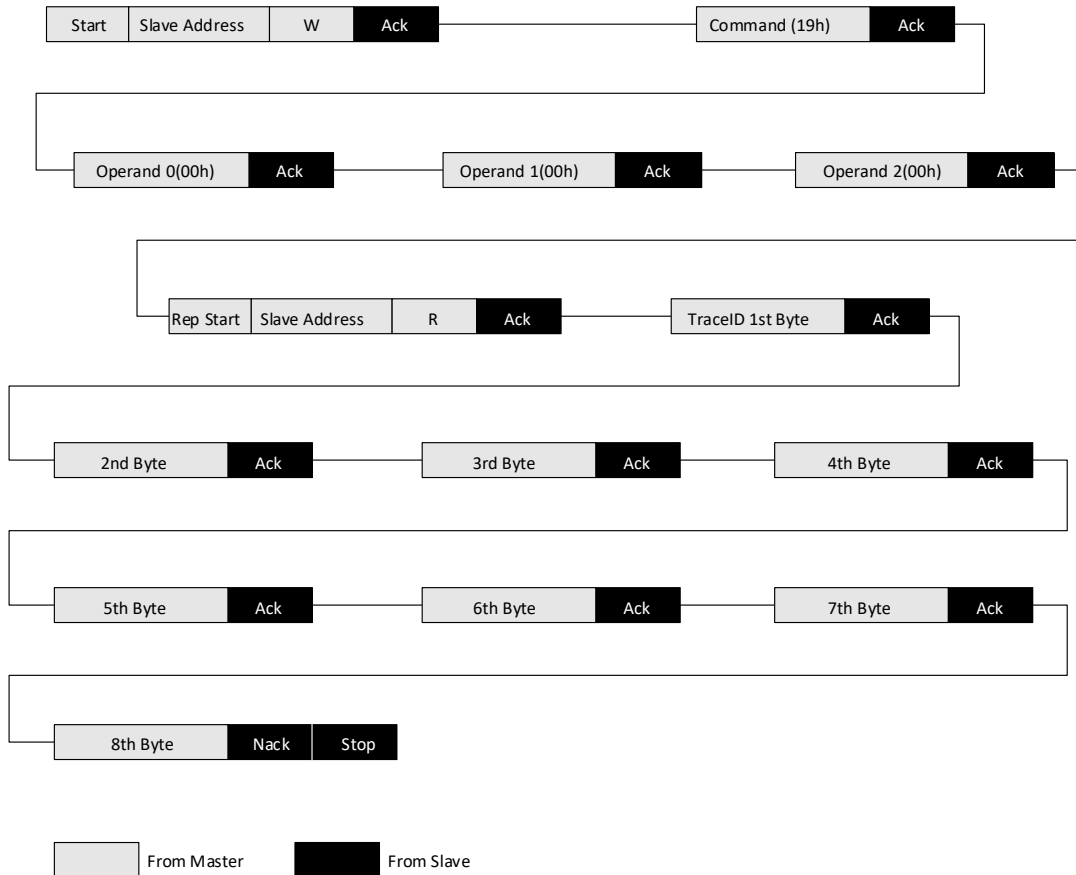 Start Slave Address W Ack Command (19h) Ack
Operand 0(00h) Ack Operand 1(00h) Ack Operand 2(00h) Ack
Rep Start Slave Address R Ack TraceID 1st Byte Ack
2nd Byte Ack 3rd Byte Ack 4th Byte Ack
5th Byte Ack 6th Byte Ack 7th Byte Ack
8th Byte Nack Stop
From Master From Slave